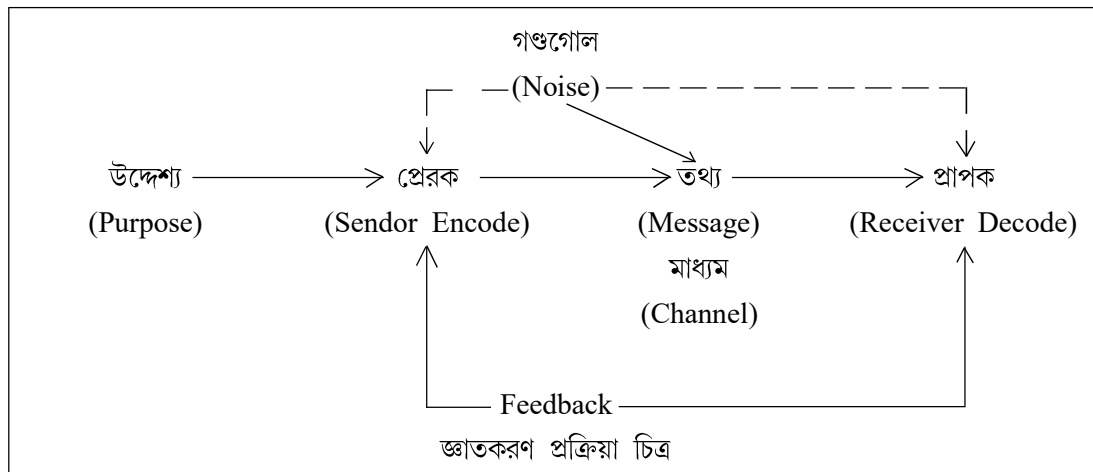 গণ্ডগোল
(Noise)
উদ্দেশ্য প্রেরক তথ্য প্রাপক
(Purpose) (Sendor Encode) (Message) (Receiver Decode)
মাধ্যম
(Channel)
Feedback
জ্ঞাতকরণ প্রক্রিয়া চিত্র